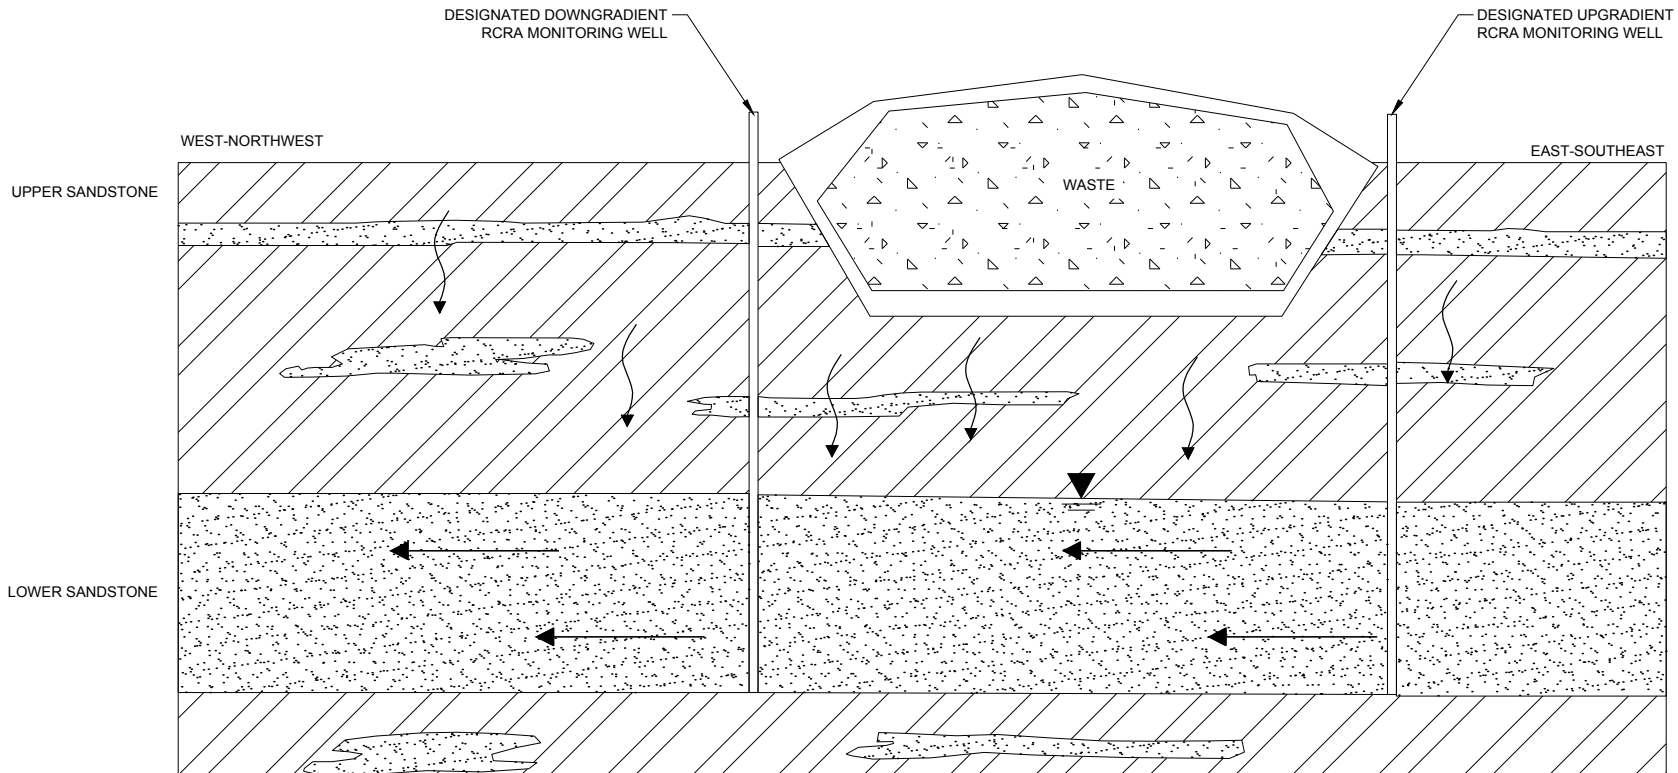 DESIGNATED DOWNGRADIENT
RCRA MONITORING WELL
DESIGNATED UPGRADIENT
RCRA MONITORING WELL
WEST-NORTHWEST
EAST-SOUTHEAST
UPPER SANDSTONE
WASTE
LOWER SANDSTONE